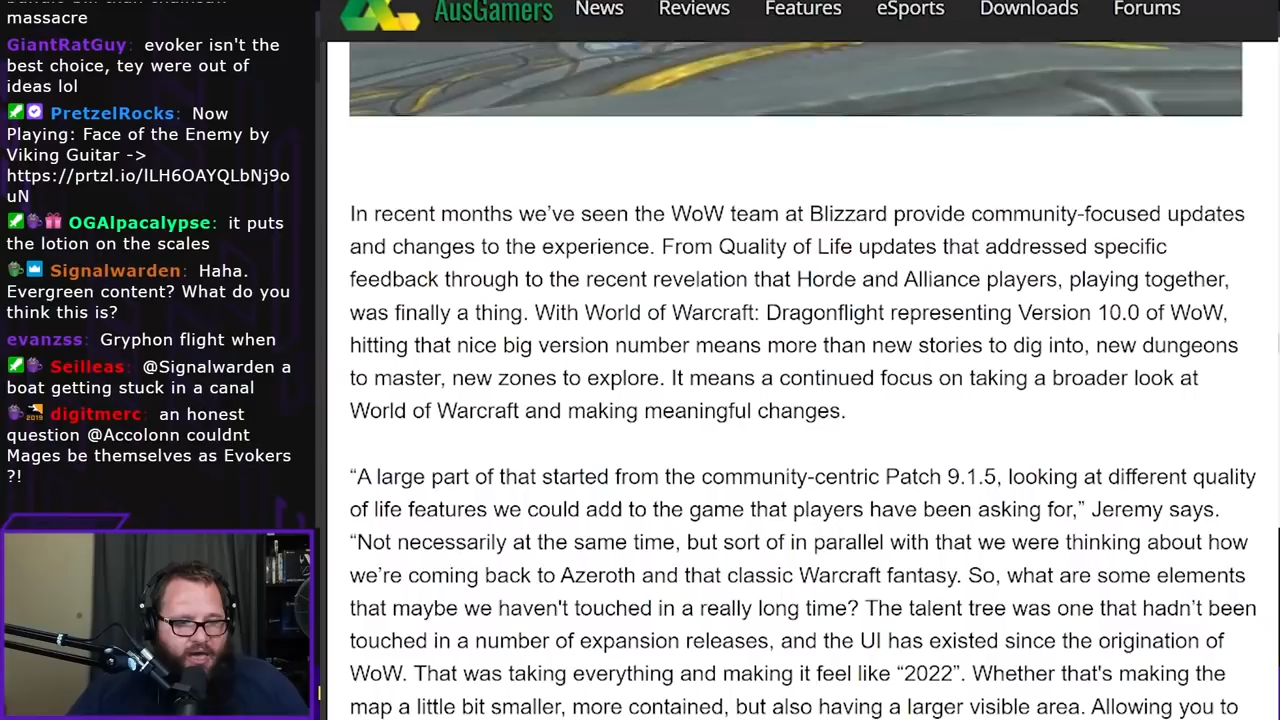 massacre
GiantRatGuy: evoker isn't the
best choice, tey were out of
ideas lol
PretzelRocks: Now
Playing: Face of the Enemy by
Viking Guitar ->
https://prtzl.io/lLH6OAYQLbNj9o
uN
OGAlpacalypse: it puts
the lotion on the scales
Signalwarden: Haha.
Evergreen content? What do you
think this is?
evanzss: Gryphon flight when
Seilleas: @Signalwarden a
boat getting stuck in a canal
digitmerc: an honest
question @Accolonn couldnt
Mages be themselves as Evokers
?!
AusGamers News Reviews Features eSports Downloads Forums
In recent months we’ve seen the WoW team at Blizzard provide community-focused updates
and changes to the experience. From Quality of Life updates that addressed specific
feedback through to the recent revelation that Horde and Alliance players, playing together,
was finally a thing. With World of Warcraft: Dragonflight representing Version 10.0 of WoW,
hitting that nice big version number means more than new stories to dig into, new dungeons
to master, new zones to explore. It means a continued focus on taking a broader look at
World of Warcraft and making meaningful changes.
“A large part of that started from the community-centric Patch 9.1.5, looking at different quality
of life features we could add to the game that players have been asking for,” Jeremy says.
“Not necessarily at the same time, but sort of in parallel with that we were thinking about how
we’re coming back to Azeroth and that classic Warcraft fantasy. So, what are some elements
that maybe we haven't touched in a really long time? The talent tree was one that hadn’t been
touched in a number of expansion releases, and the UI has existed since the origination of
WoW. That was taking everything and making it feel like “2022”. Whether that's making the
map a little bit smaller, more contained, but also having a larger visible area. Allowing you to